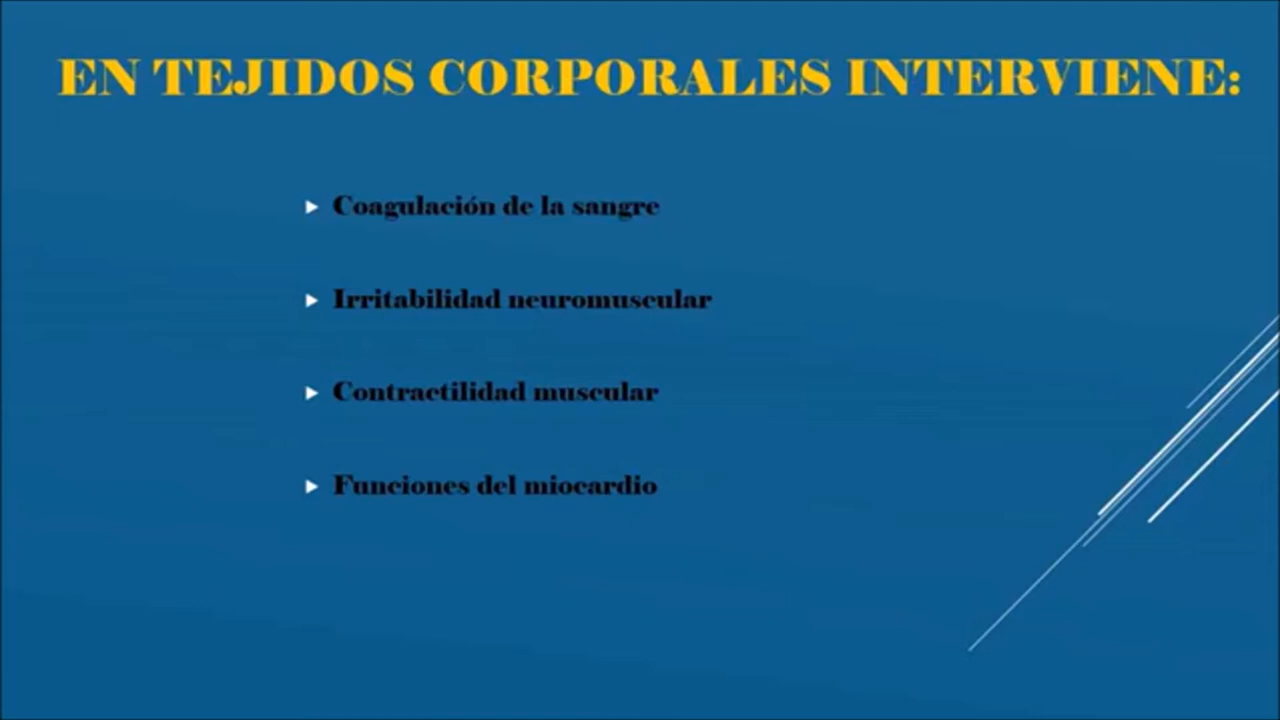 EN TEJIDOS CORPORALES INTERVIENE:
Coagulación de la sangre
Irritabilidad neuromuscular
Contractilidad muscular
Funciones del miocardio